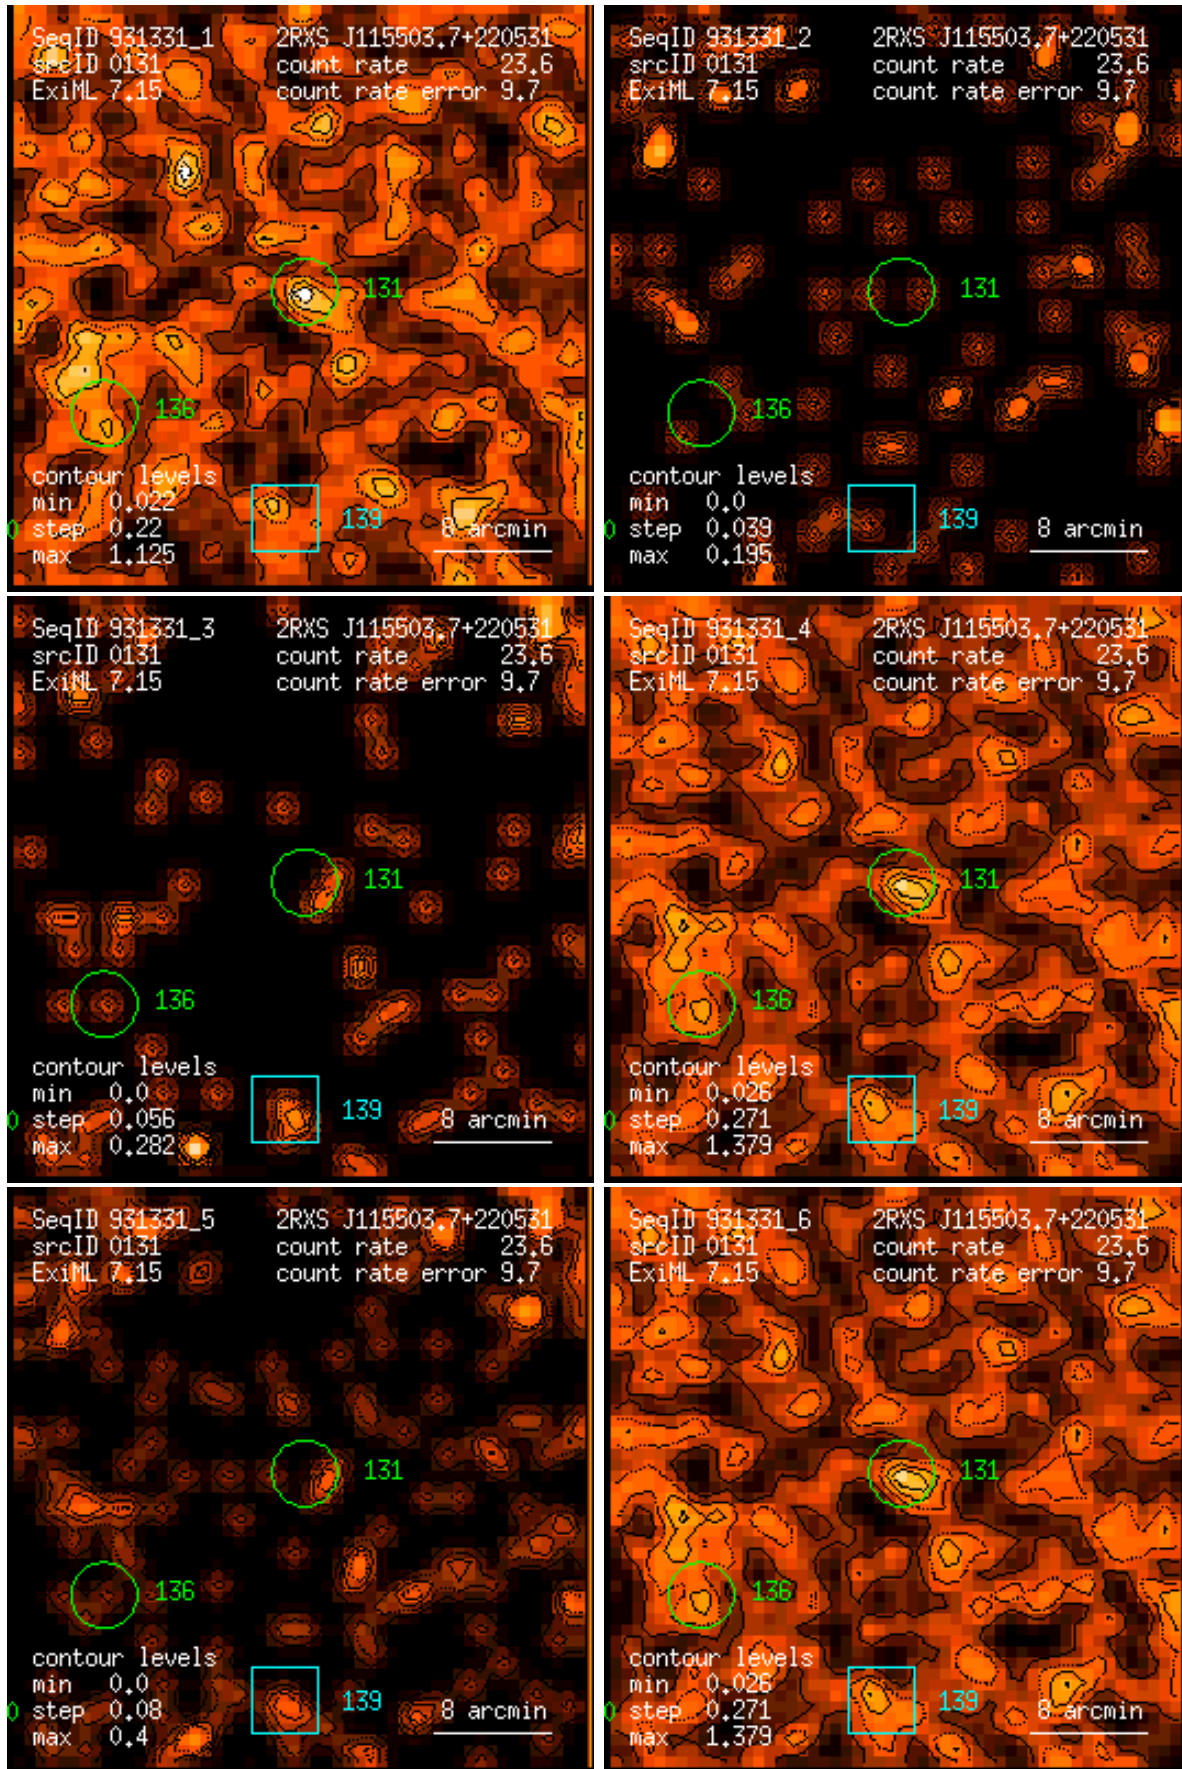 SeqID 931331_1 2RXS J115503.7+220531
srcID 0131 count rate 23.6
ExiML 7.15 count rate error 9.7
131
136
contour levels
min 0.022
139
0 step 0.22 8 arcmin
max 1.125
SeqID 931331_2 2RXS J115503.7+220531
srcID 0131 count rate 23.6
ExiML 7.15 count rate error 9.7
131
136
contour levels
min 0.0
139
0 step 0.039 8 arcmin
max 0.195
SeqID 931331_3 2RXS J115503.7+220531
srcID 0131 count rate 23.6
ExiML 7.15 count rate error 9.7
131
136
contour levels
min 0.0
139
0 step 0.056 8 arcmin
max 0.282
SeqID 931331_4 2RXS J115503.7+220531
srcID 0131 count rate 23.6
ExiML 7.15 count rate error 9.7
131
136
contour levels
min 0.026
139
step 0.271 8 arcmin
max 1.379
SeqID 931331_5 2RXS J115503.7+220531
srcID 0131 count rate 23.6
ExiML 7.15 count rate error 9.7
131
136
contour levels
min 0.0
139
0 step 0.08 8 arcmin
max 0.4
SeqID 931331_6 2RXS J115503.7+220531
srcID 0131 count rate 23.6
ExiML 7.15 count rate error 9.7
131
136
contour levels
min 0.026
139
step 0.271 8 arcmin
max 1.379